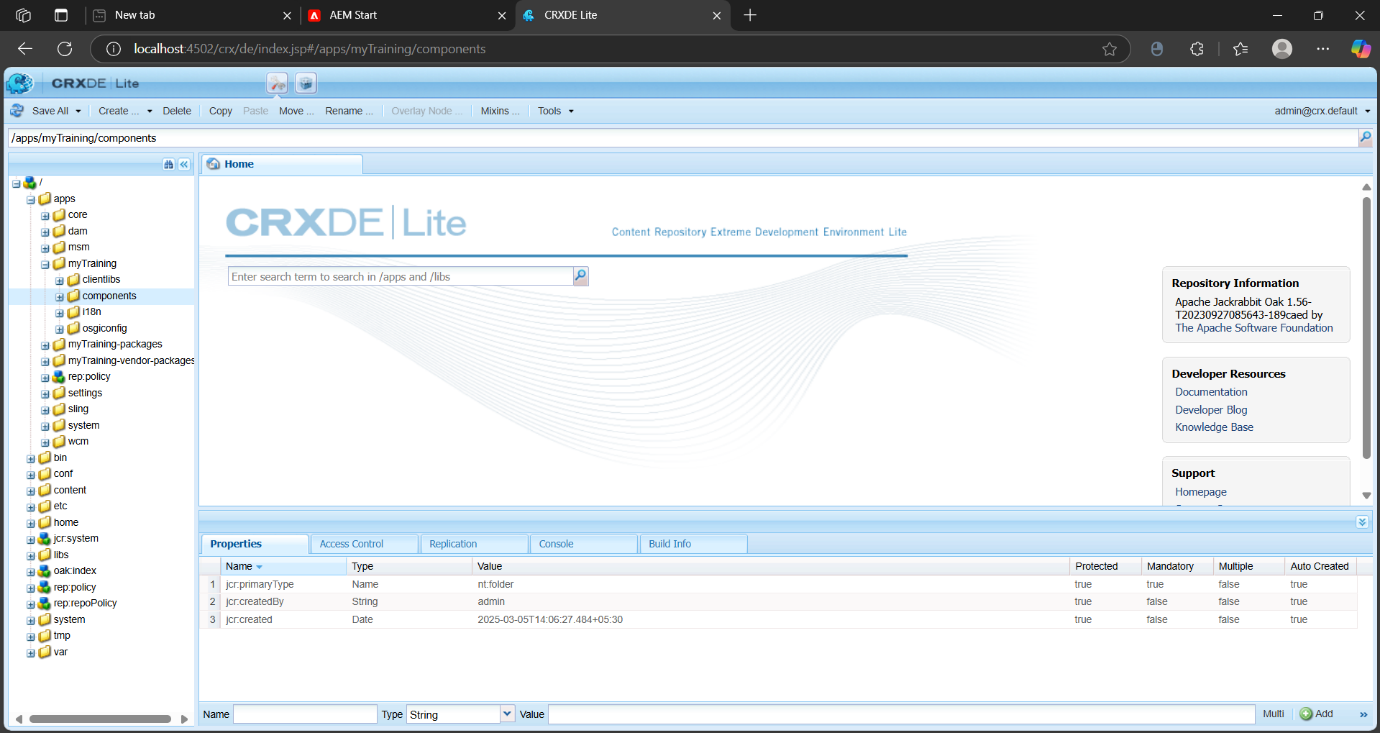 New tab
AEM Start
CRXDE Lite
localhost:4502/crx/de/index.jsp#/apps/myTraining/components
CRXDE | Lite
Save All Create ... Delete Copy Paste Move ... Rename ... Overlay Node ... Mixins ... Tools admin@crx.default
/apps/myTraining/components
Home
/
apps
core
dam
msm
myTraining
clientlibs
components
i18n
osgiconfig
myTraining-packages
myTraining-vendor-packages
rep:policy
settings
sling
system
wcm
bin
conf
content
etc
home
jcr:system
libs
oak:index
rep:policy
rep:repoPolicy
system
tmp
var
CRXDE | Lite
Content Repository Extreme Development Environment Lite
Enter search term to search in /apps and /libs
Repository Information
Apache Jackrabbit Oak 1.56-
T20230927085643-189caed by
The Apache Software Foundation
Developer Resources
Documentation
Developer Blog
Knowledge Base
Support
Homepage
Properties Access Control Replication Console Build Info
Name Type Value Protected Mandatory Multiple Auto Created
1 jcr:primaryType Name nt:folder true true false true
2 jcr:createdBy String admin true false false true
3 jcr:created Date 2025-03-05T14:06:27.484+05:30 true false false true
Name Type String Value Multi Add »